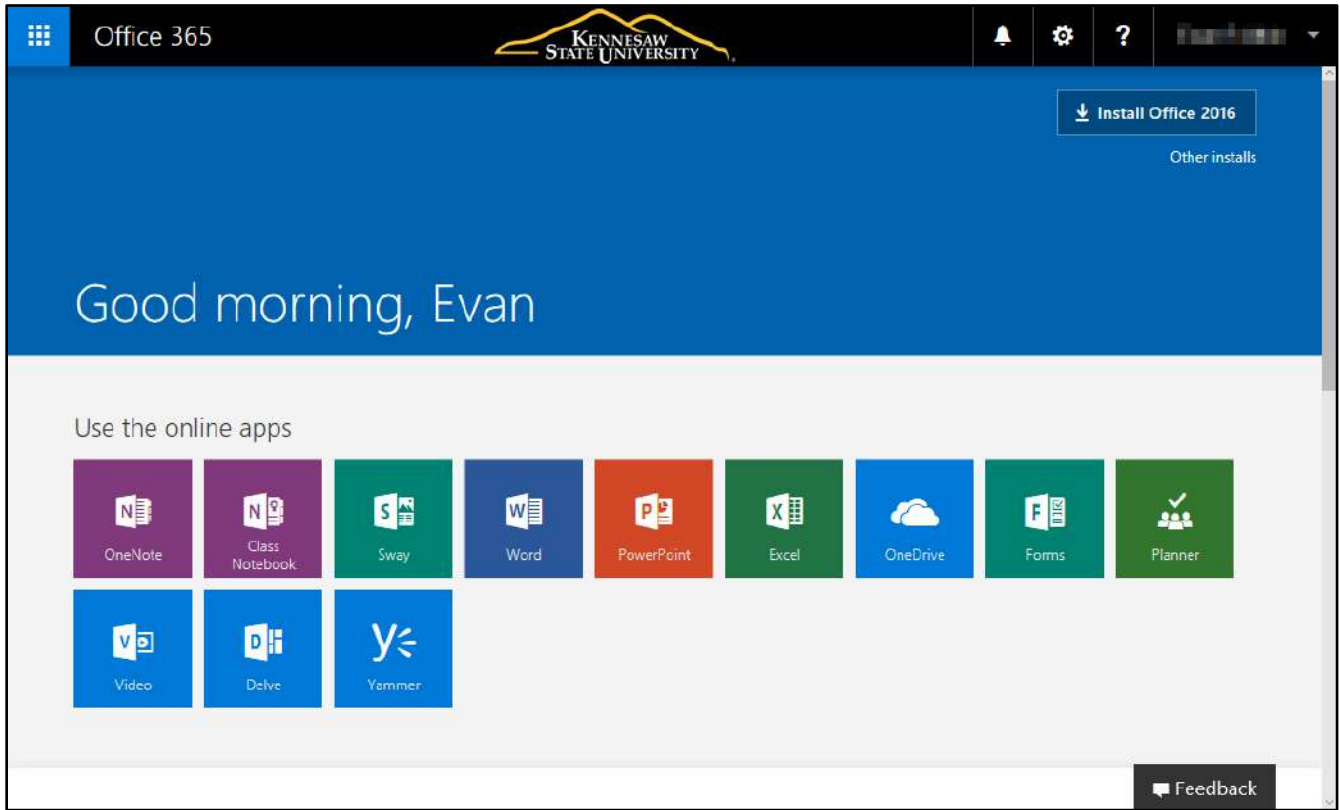 Office 365
KENNESAW
STATE UNIVERSITY
?
Install Office 2016
Other installs
Good morning, Evan
Use the online apps
N
OneNote
N
Class
Notebook
S
Sway
W
Word
P
PowerPoint
X
Excel
OneDrive
F
Forms
Planner
V
Video
D
Delve
y
Yammer
Feedback